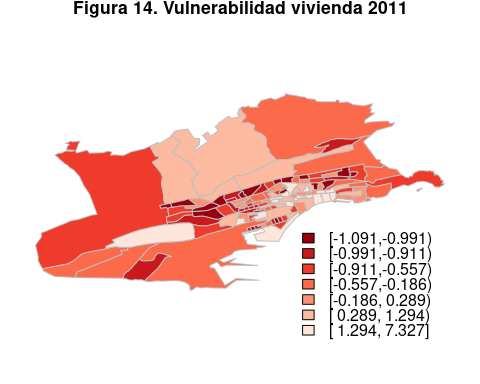 Figura 14. Vulnerabilidad vivienda 2011
[-1.091,-0.991)
[-0.991,-0.911)
[-0.911,-0.557)
[-0.557,-0.186)
[-0.186, 0.289)
[ 0.289, 1.294)
[ 1.294, 7.327]